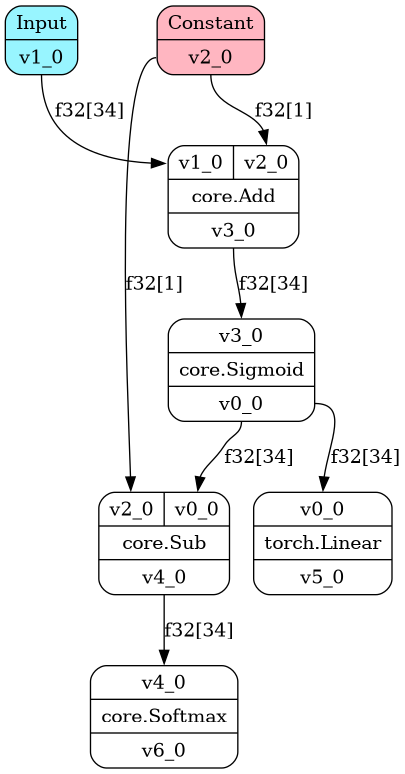 Input
v1_0
Constant
v2_0
f32[34]
f32[1]
v1_0 v2_0
core.Add
v3_0
f32[1]
f32[34]
v3_0
core.Sigmoid
v0_0
f32[34]
f32[34]
v2_0 v0_0
core.Sub
v4_0
v0_0
torch.Linear
v5_0
f32[34]
v4_0
core.Softmax
v6_0